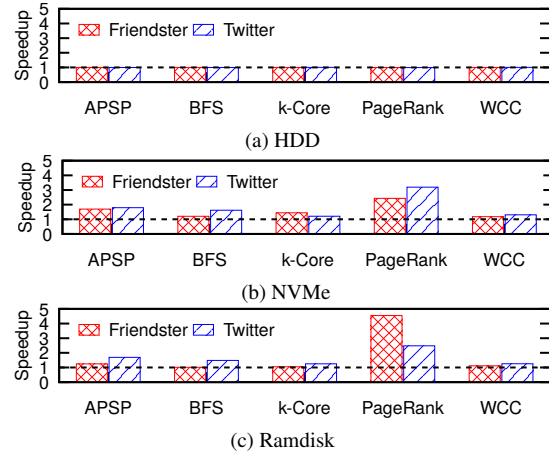 5
4
3
2
1
0
Speedup
Friendster Twitter
APSP BFS k-Core PageRank WCC
(a) HDD
5
4
3
2
1
0
Speedup
Friendster Twitter
APSP BFS k-Core PageRank WCC
(b) NVMe
5
4
3
2
1
0
Speedup
Friendster Twitter
APSP BFS k-Core PageRank WCC
(c) Ramdisk